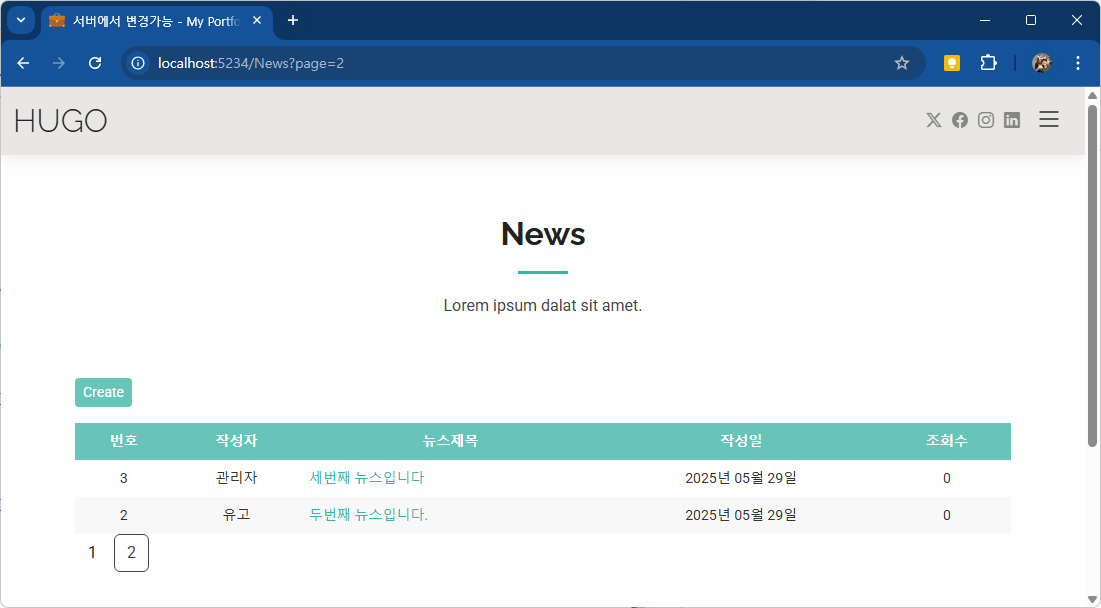 서버에서 변경가능 - My Portfo
localhost:5234/News?page=2
HUGO
News
Lorem ipsum dalat sit amet.
Create
번호 작성자 뉴스제목 작성일 조회수
3 관리자 세번째 뉴스입니다 2025년 05월 29일 0
2 유고 두번째 뉴스입니다. 2025년 05월 29일 0
1 2